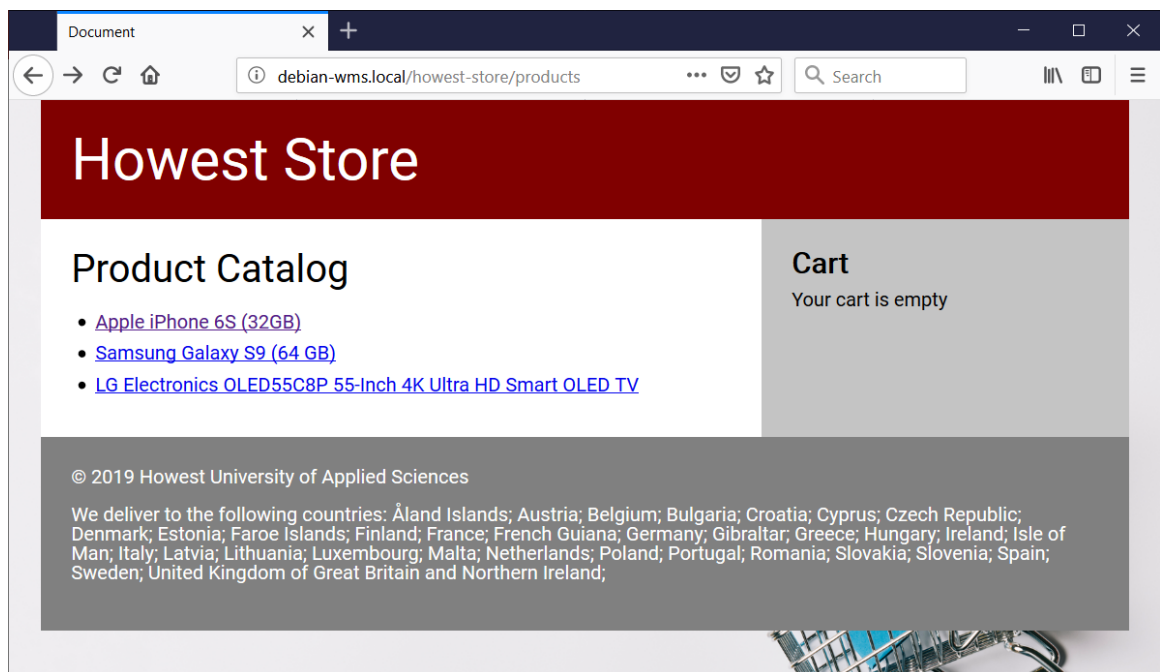 Document
debian-wms.local/howest-store/products
Search
Howest Store
Product Catalog
Apple iPhone 6S (32GB)
Samsung Galaxy S9 (64 GB)
LG Electronics OLED55C8P 55-Inch 4K Ultra HD Smart OLED TV
Cart
Your cart is empty
© 2019 Howest University of Applied Sciences
We deliver to the following countries: Åland Islands; Austria; Belgium; Bulgaria; Croatia; Cyprus; Czech Republic;
Denmark; Estonia; Faroe Islands; Finland; France; French Guiana; Germany; Gibraltar; Greece; Hungary; Ireland; Isle of
Man; Italy; Latvia; Lithuania; Luxembourg; Malta; Netherlands; Poland; Portugal; Romania; Slovakia; Slovenia; Spain;
Sweden; United Kingdom of Great Britain and Northern Ireland;